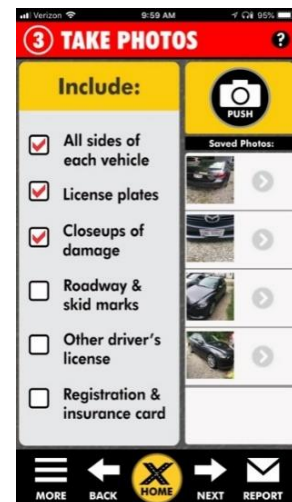 Verizon 9:59 AM 95%
3 TAKE PHOTOS ?
Include:
All sides of
each vehicle
License plates
Closeups of
damage
Roadway &
skid marks
Other driver's
license
Registration &
insurance card
PUSH
Saved Photos:
MORE BACK X HOME NEXT REPORT